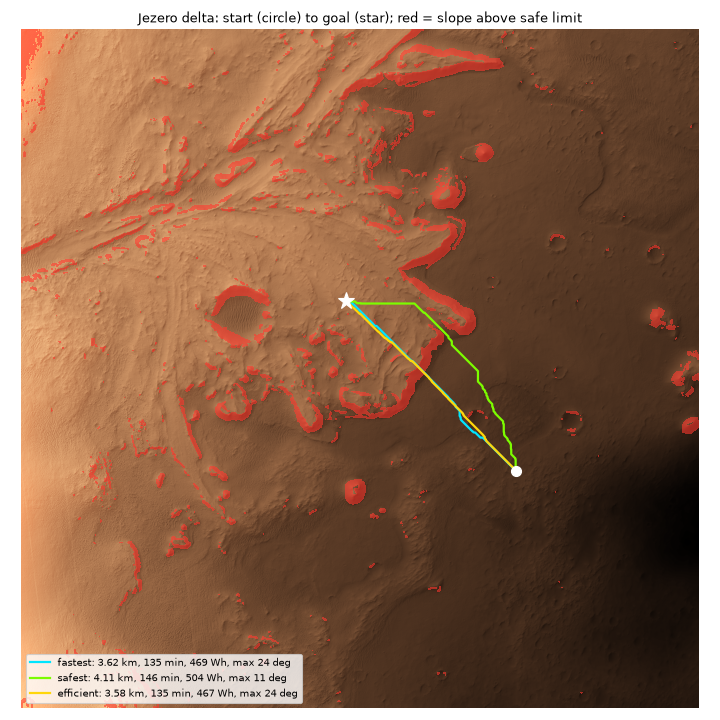 Jezero delta: start (circle) to goal (star); red = slope above safe limit
fastest: 3.62 km, 135 min, 469 Wh, max 24 deg
safest: 4.11 km, 146 min, 504 Wh, max 11 deg
efficient: 3.58 km, 135 min, 467 Wh, max 24 deg